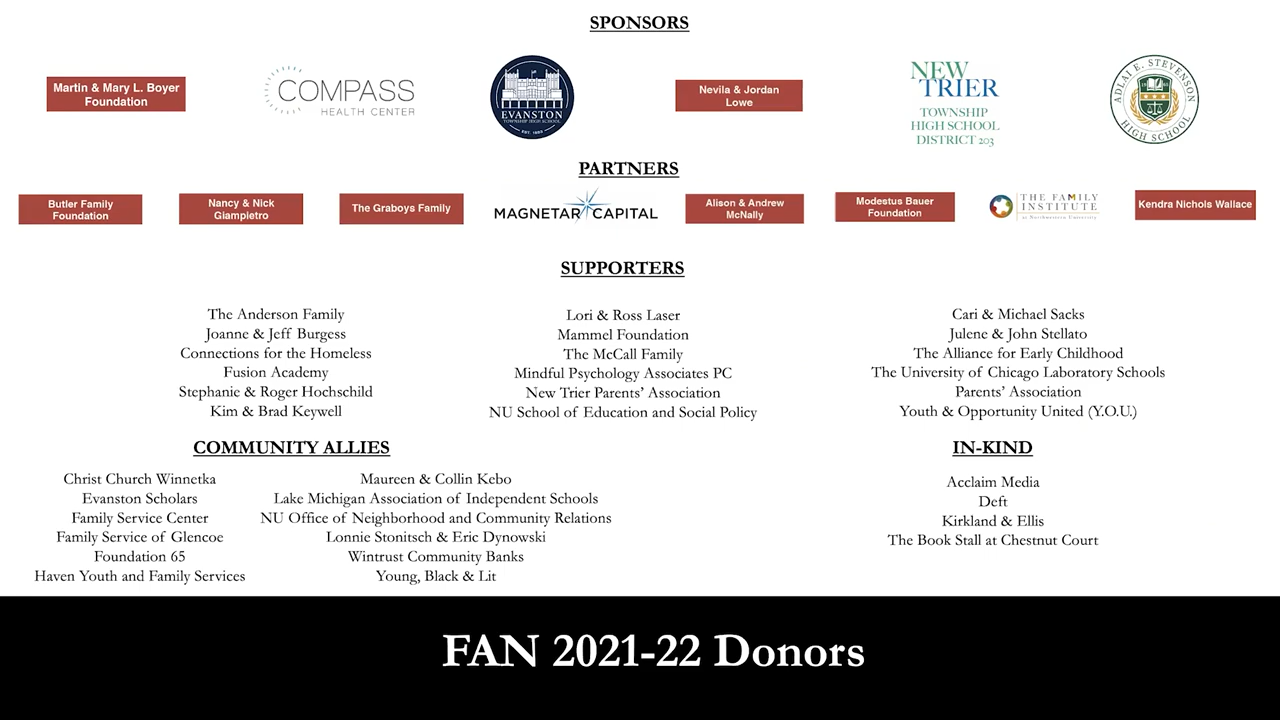 SPONSORS
Martin & Mary L. Boyer
Foundation
COMPASS
HEALTH CENTER
EVANSTON
TOWNSHIP HIGH SCHOOL
EST. 1883
Nevila & Jordan
Lowe
NEW
TRIER
TOWNSHIP
HIGH SCHOOL
DISTRICT 203
ADLAI E. STEVENSON
HIGH SCHOOL
PARTNERS
Butler Family
Foundation
Nancy & Nick
Giampietro
The Graboys Family
MAGNETAR CAPITAL
Alison & Andrew
McNally
Modestus Bauer
Foundation
THE FAMILY
INSTITUTE
at Northwestern University
Kendra Nichols Wallace
SUPPORTERS
The Anderson Family
Joanne & Jeff Burgess
Connections for the Homeless
Fusion Academy
Stephanie & Roger Hochschild
Kim & Brad Keywell
Lori & Ross Laser
Mammel Foundation
The McCall Family
Mindful Psychology Associates PC
New Trier Parents' Association
NU School of Education and Social Policy
Cari & Michael Sacks
Julene & John Stellato
The Alliance for Early Childhood
The University of Chicago Laboratory Schools
Parents' Association
Youth & Opportunity United (Y.O.U.)
COMMUNITY ALLIES
Christ Church Winnetka
Evanston Scholars
Family Service Center
Family Service of Glencoe
Foundation 65
Haven Youth and Family Services
Maureen & Collin Kebo
Lake Michigan Association of Independent Schools
NU Office of Neighborhood and Community Relations
Lonnie Stonitsch & Eric Dynowski
Wintrust Community Banks
Young, Black & Lit
IN-KIND
Acclaim Media
Deft
Kirkland & Ellis
The Book Stall at Chestnut Court
FAN 2021-22 Donors